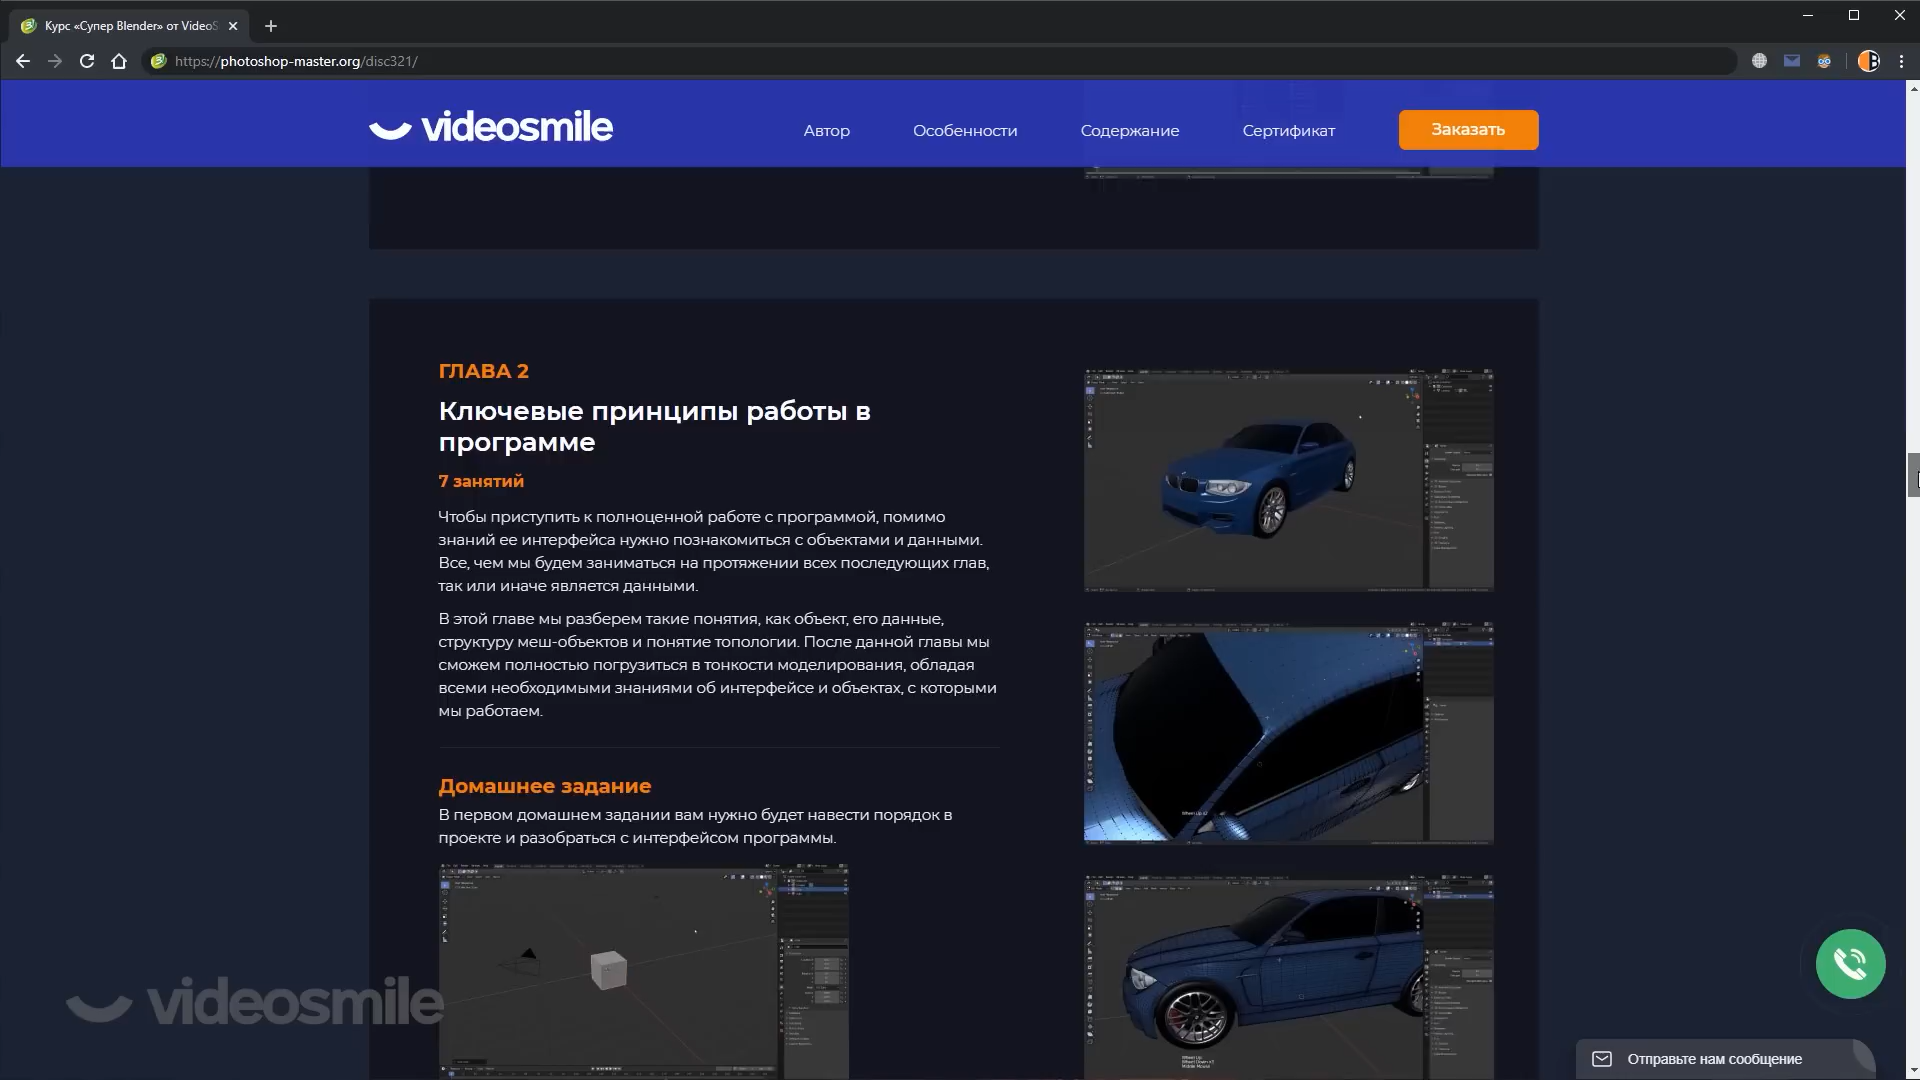 Курс «Супер Blender» от VideoS
https://photoshop-master.org/disc321/
videosmile
Автор
Особенности
Содержание
Сертификат
Заказать
ГЛАВА 2
Ключевые принципы работы в
программе
7 занятий
Чтобы приступить к полноценной работе с программой, помимо
знаний ее интерфейса нужно познакомиться с объектами и данными.
Все, чем мы будем заниматься на протяжении всех последующих глав,
так или иначе является данными.
В этой главе мы разберем такие понятия, как объект, его данные,
структуру меш-объектов и понятие топологии. После данной главы мы
сможем полностью погрузиться в тонкости моделирования, обладая
всеми необходимыми знаниями об интерфейсе и объектах, с которыми
мы работаем.
Домашнее задание
В первом домашнем задании вам нужно будет навести порядок в
проекте и разобраться с интерфейсом программы.
videosmile
Отправьте нам сообщение